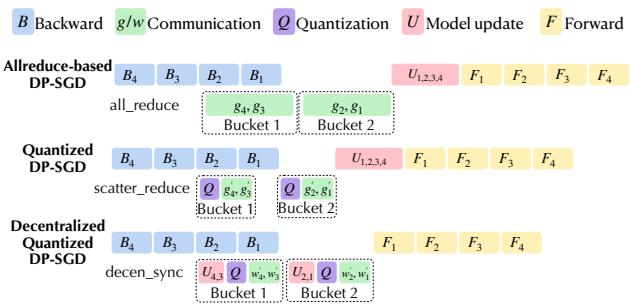 B Backward g/w Communication Q Quantization U Model update F Forward
Allreduce-based
DP-SGD
B4 B3 B2 B1 U1,2,3,4 F1 F2 F3 F4
all_reduce
g4, g3 g2, g1
Bucket 1 Bucket 2
Quantized
DP-SGD
B4 B3 B2 B1 U1,2,3,4 F1 F2 F3 F4
scatter_reduce
Q g'4, g'3 Q g'2, g'1
Bucket 1 Bucket 2
Decentralized
Quantized
DP-SGD
B4 B3 B2 B1 F1 F2 F3 F4
decen_sync
U4,3 Q w'4, w'3 U2,1 Q w'2, w'1
Bucket 1 Bucket 2